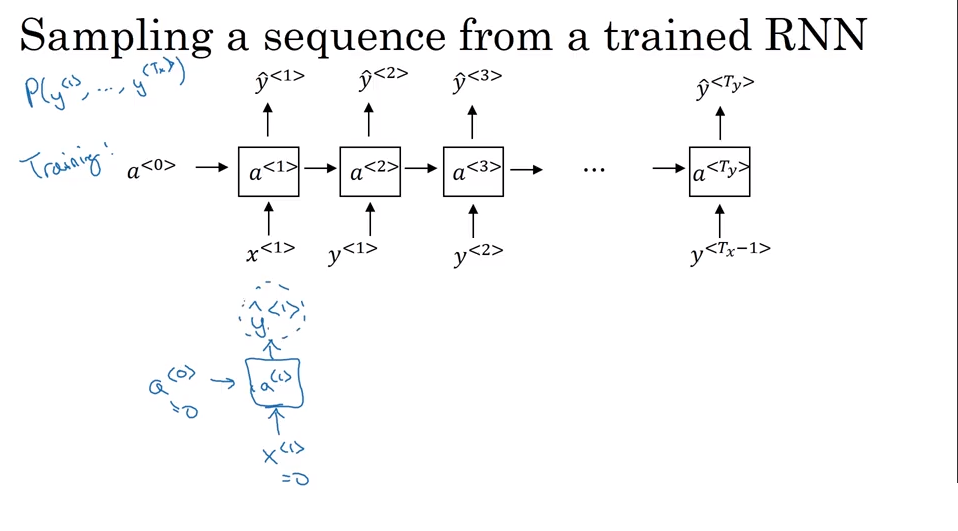 Sampling a sequence from a trained RNN
P(y<1>, ..., y<Tx>)
ŷ<1> ŷ<2> ŷ<3> ŷ<Ty>
Training: a<0> a<1> a<2> a<3> ... a<Ty>
x<1> y<1> y<2> y<Tx−1>
ŷ<1>
a<0> a<1>
=0
x<1>
=0